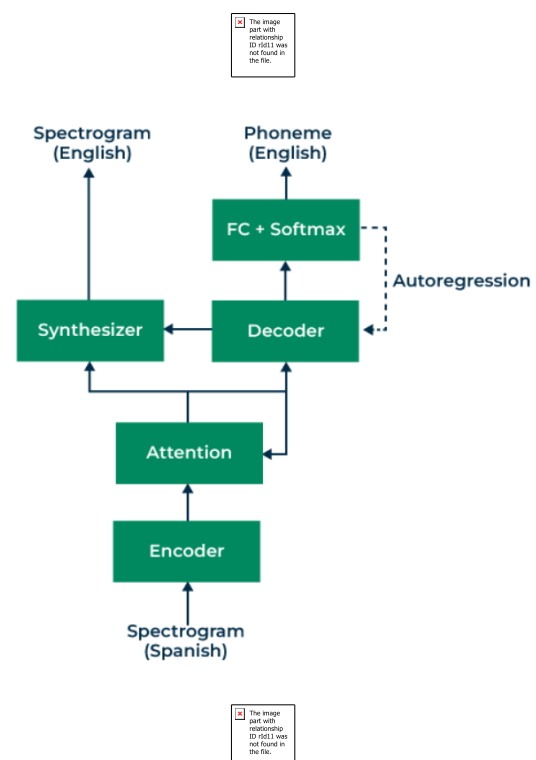 The image
part with
relationship
ID rId11 was
not found in
the file.
Spectrogram
(English)
Phoneme
(English)
FC + Softmax
Autoregression
Synthesizer
Decoder
Attention
Encoder
Spectrogram
(Spanish)
The image
part with
relationship
ID rId11 was
not found in
the file.